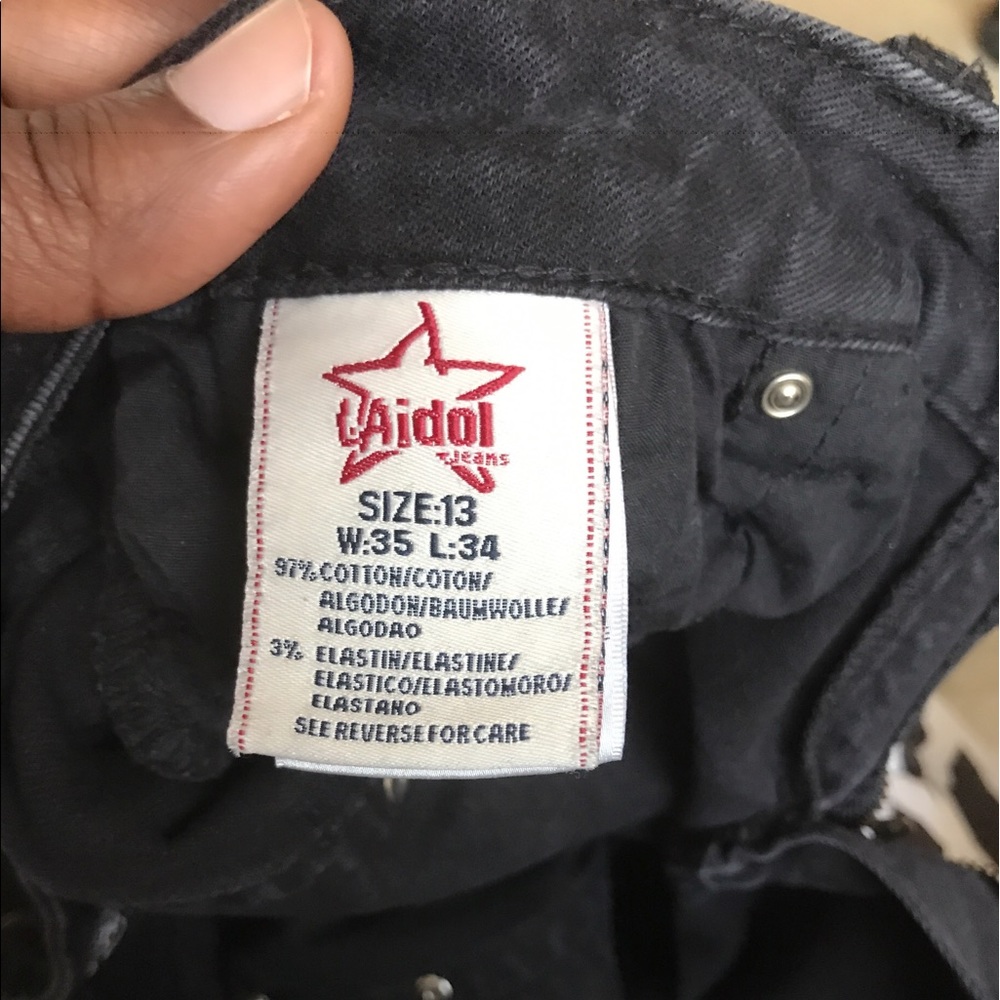 LAidol
Jeans
SIZE:13
W:35 L:34
97% COTTON/COTON/
ALGODON/BAUMWOLLE/
ALGODAO
3% ELASTIN/ELASTINE/
ELASTICO/ELASTOMORO/
ELASTANO
SEE REVERSE FOR CARE